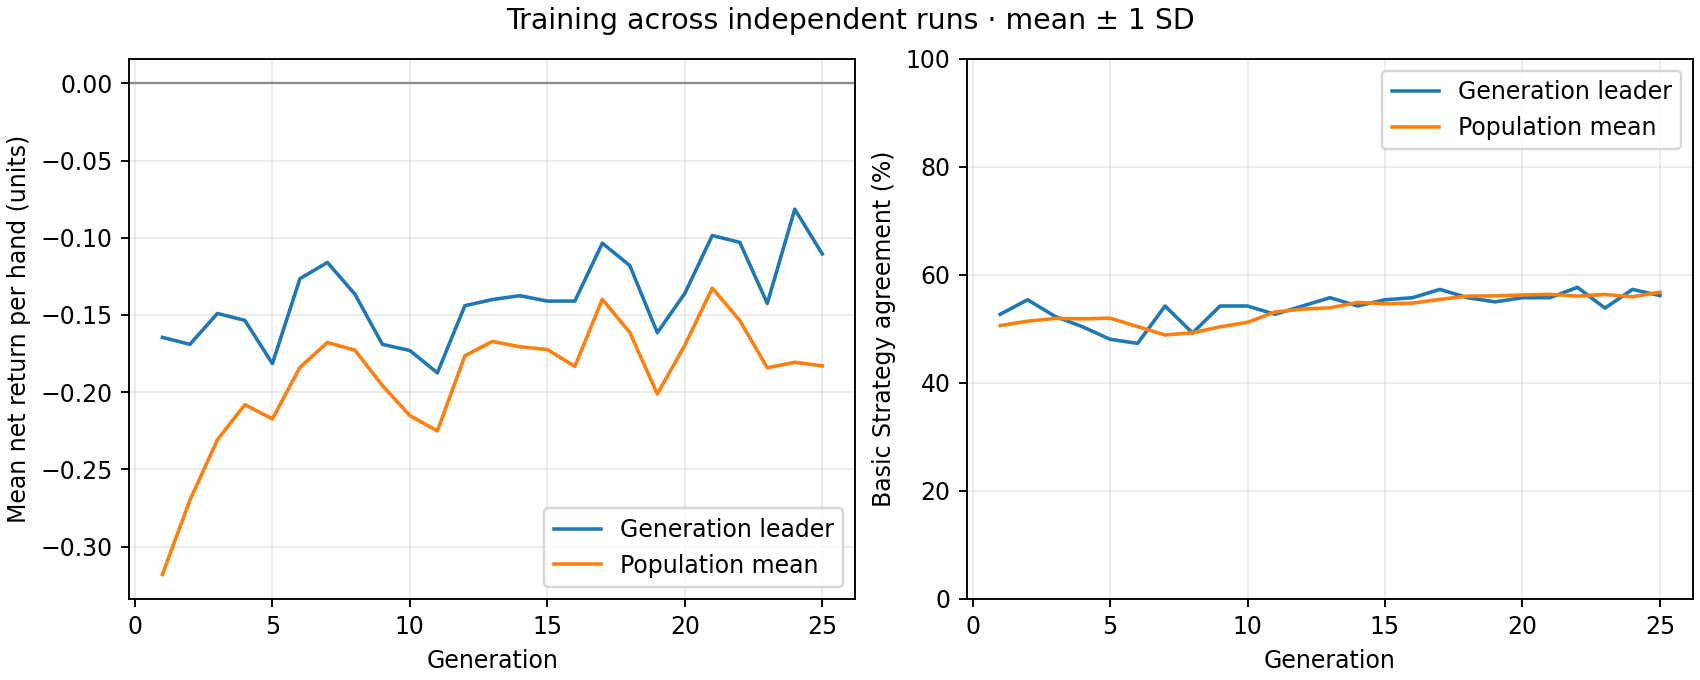 Training across independent runs · mean ± 1 SD
Mean net return per hand (units)
0.00
−0.05
−0.10
−0.15
−0.20
−0.25
−0.30
0
5
10
15
20
25
Generation
Generation leader
Population mean
Basic Strategy agreement (%)
100
80
60
40
20
0
0
5
10
15
20
25
Generation
Generation leader
Population mean